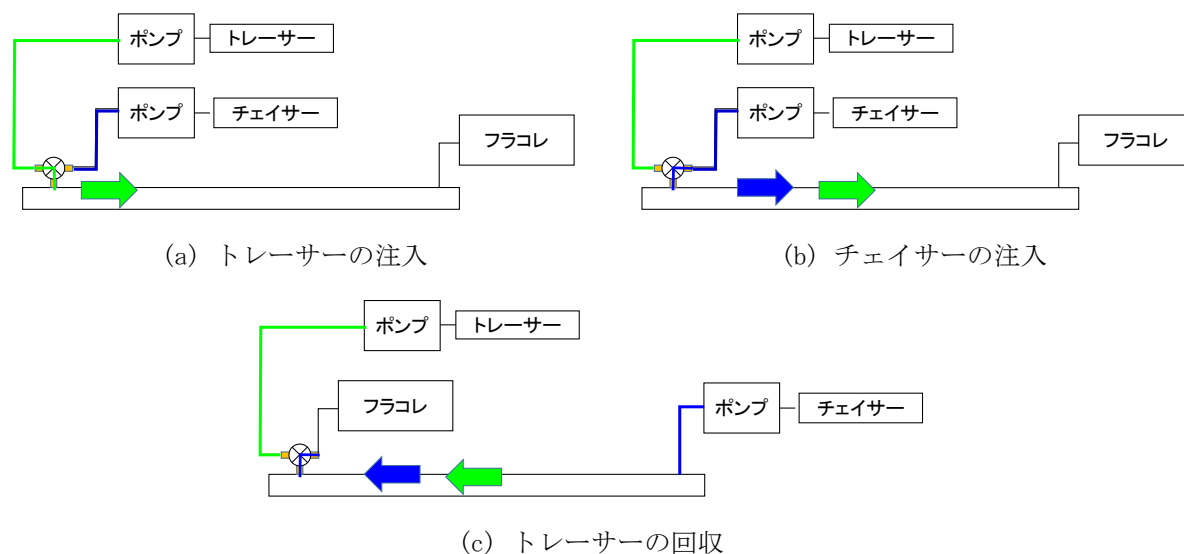 ポンプ
トレーサー
ポンプ
チェイサー
フラコレ
(a) トレーサーの注入
ポンプ
トレーサー
ポンプ
チェイサー
フラコレ
(b) チェイサーの注入
ポンプ
トレーサー
フラコレ
ポンプ
チェイサー
(c) トレーサーの回収